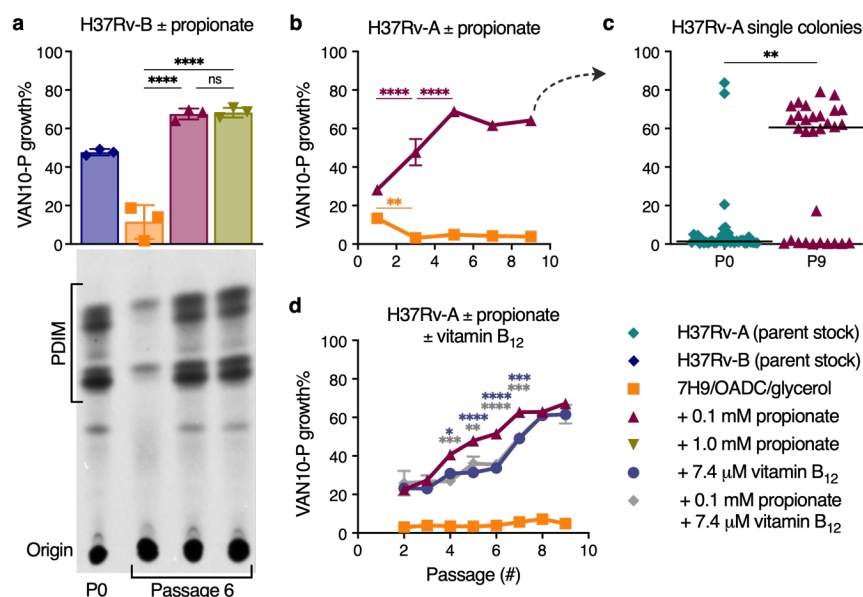 a
H37Rv-B ± propionate
VAN10-P growth%
100
80
60
40
20
0
****
****
ns
PDIM
Origin
P0
Passage 6
b
H37Rv-A ± propionate
VAN10-P growth%
100
80
60
40
20
0
****
****
**
0
2
4
6
8
10
c
H37Rv-A single colonies
100
80
60
40
20
0
**
P0
P9
d
H37Rv-A ± propionate
± vitamin B12
VAN10-P growth%
100
80
60
40
20
0
*
***
****
**
****
****
***
***
0
2
4
6
8
10
Passage (#)
H37Rv-A (parent stock)
H37Rv-B (parent stock)
7H9/OADC/glycerol
+ 0.1 mM propionate
+ 1.0 mM propionate
+ 7.4 μM vitamin B12
+ 0.1 mM propionate
+ 7.4 μM vitamin B12